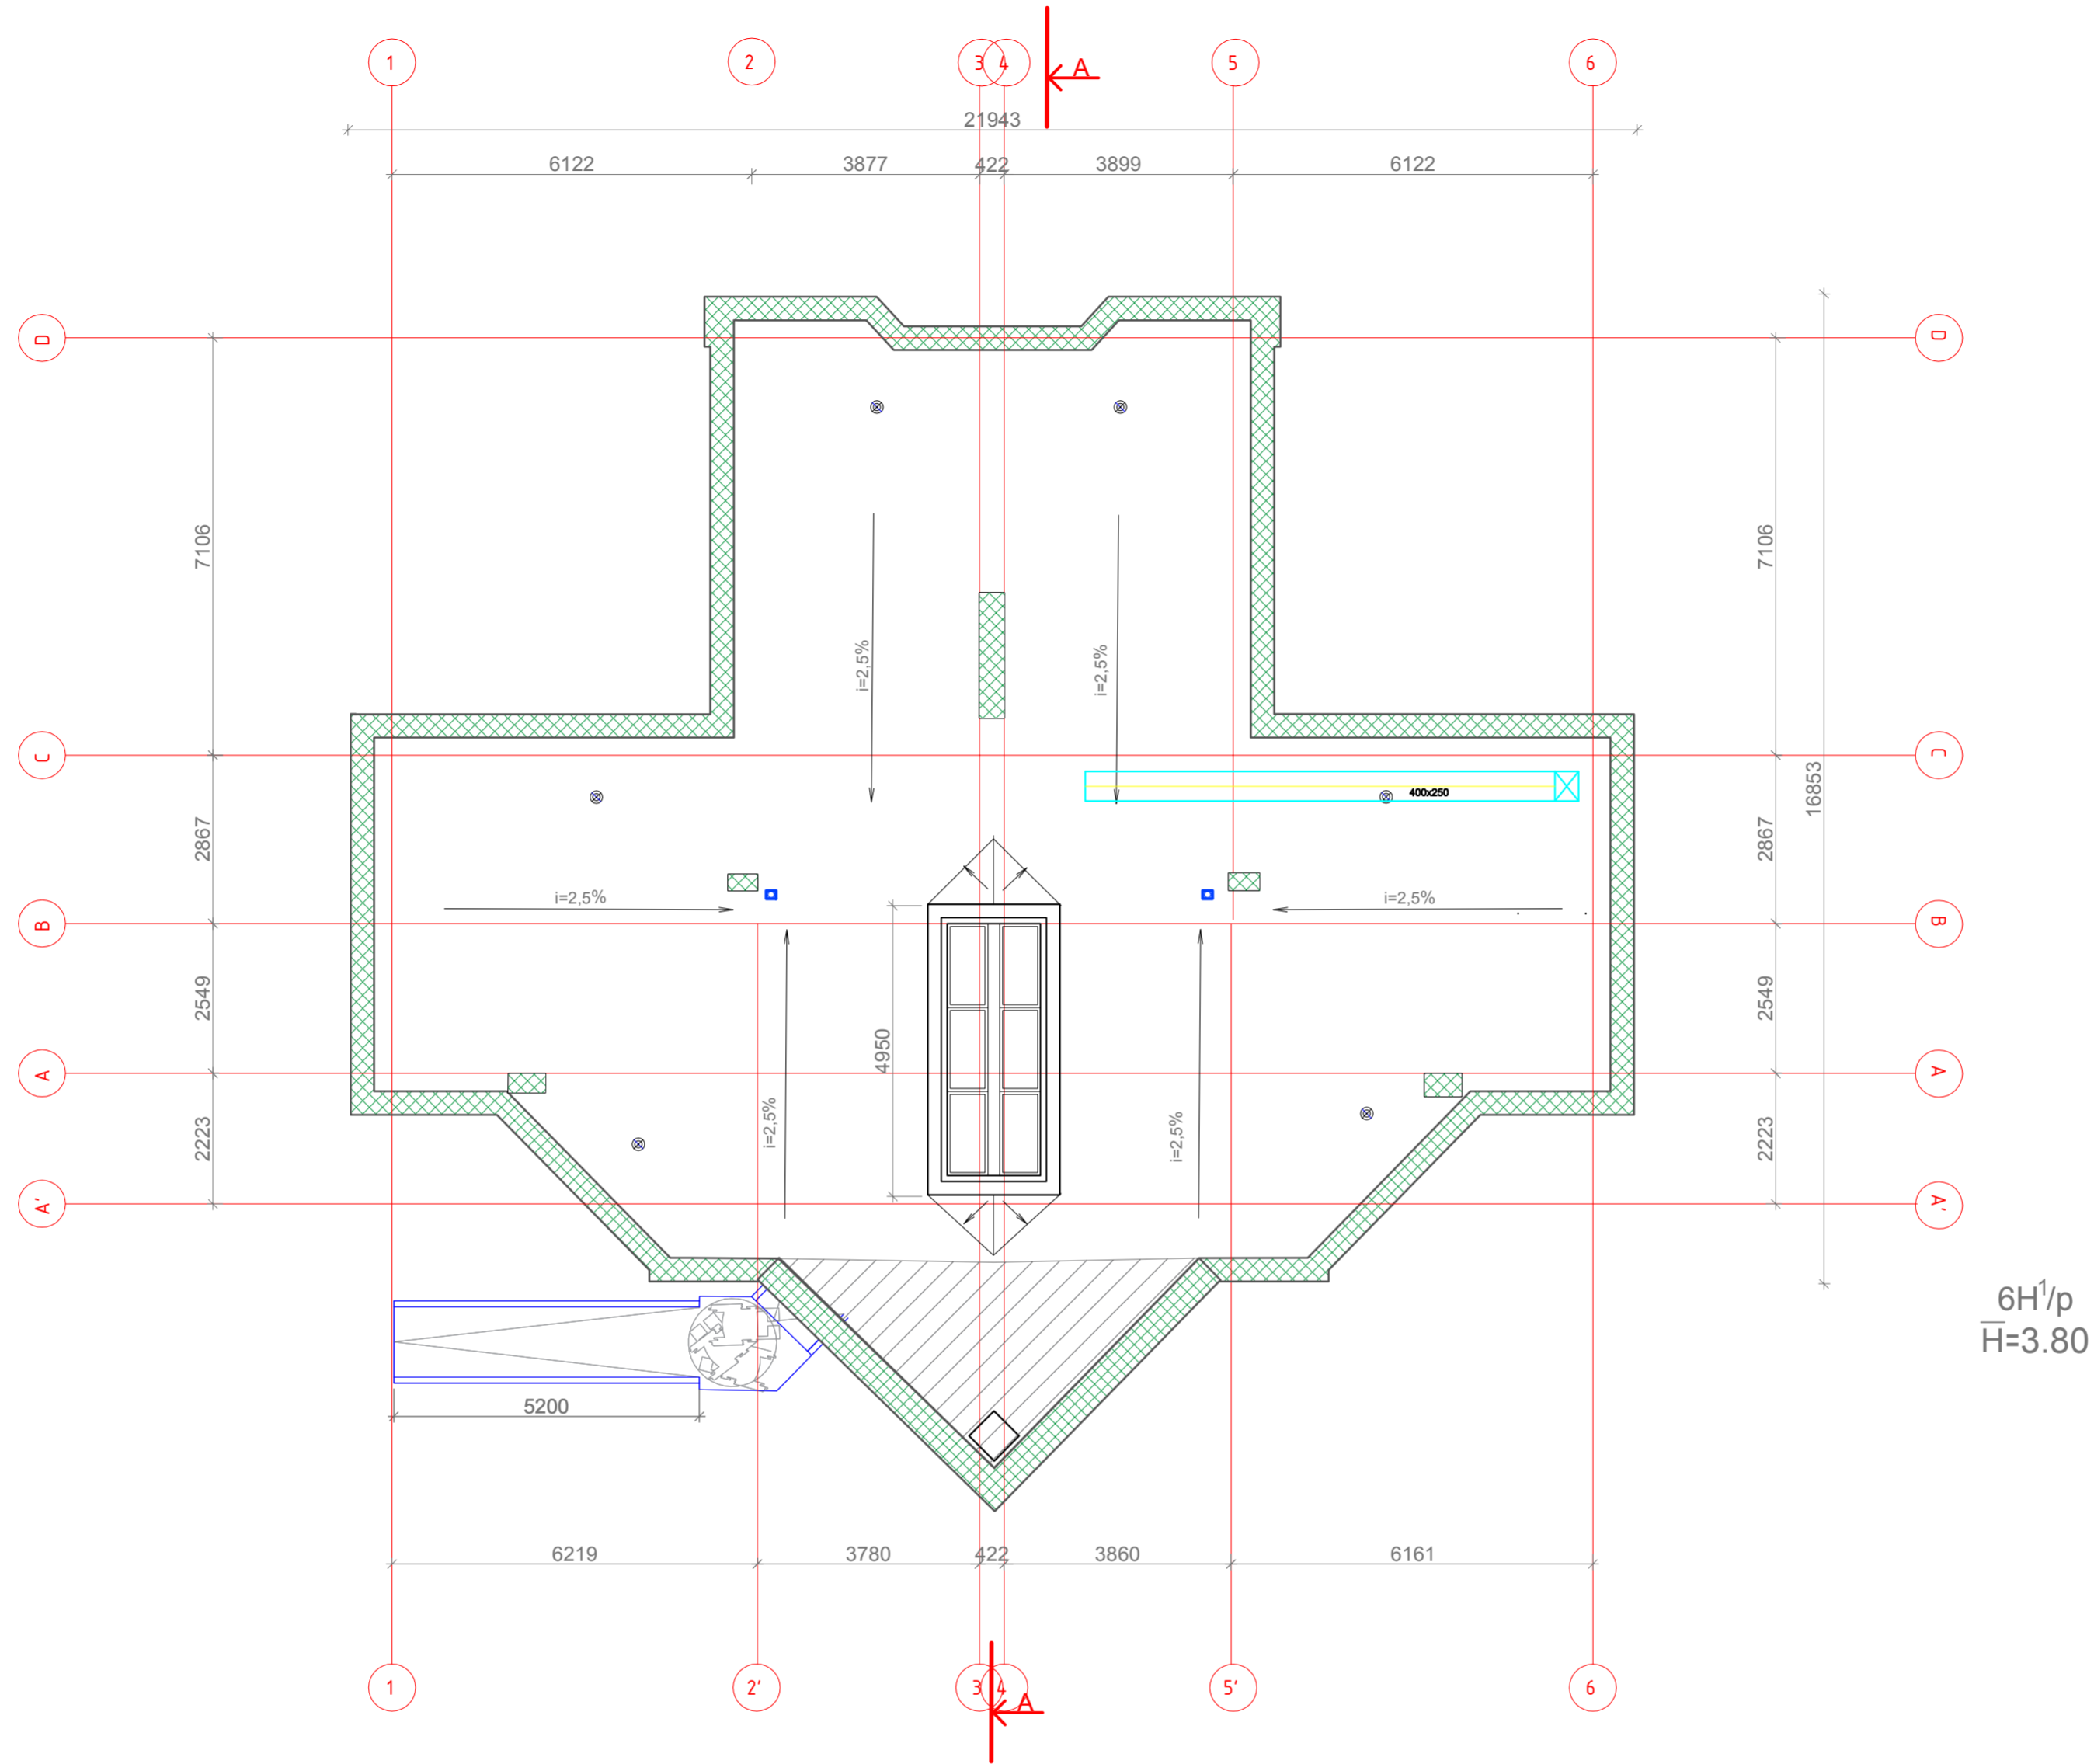 1 2 3 4 5 6
A
21943
6122 3877 422 3899 6122
D D
7106 7106
i=2,5% i=2,5%
C C
16853
400x250
2867 2867
i=2,5% i=2,5%
B B
2549 2549
4950
A A
i=2,5% i=2,5%
2223 2223
A' A'
6H¹/p
H=3.80
5200
6219 3780 422 3860 6161
1 2' 3 4 5' 6
A